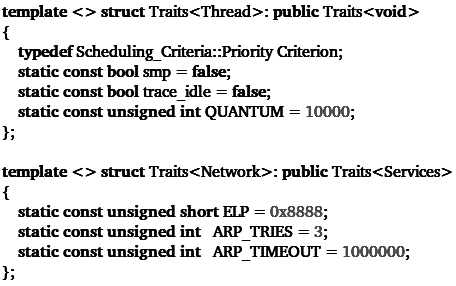 template <> struct Traits<Thread>: public Traits<void>
{
typedef Scheduling_Criteria::Priority Criterion;
static const bool smp = false;
static const bool trace_idle = false;
static const unsigned int QUANTUM = 10000;
};
template <> struct Traits<Network>: public Traits<Services>
{
static const unsigned short ELP = 0x8888;
static const unsigned int ARP_TRIES = 3;
static const unsigned int ARP_TIMEOUT = 1000000;
};